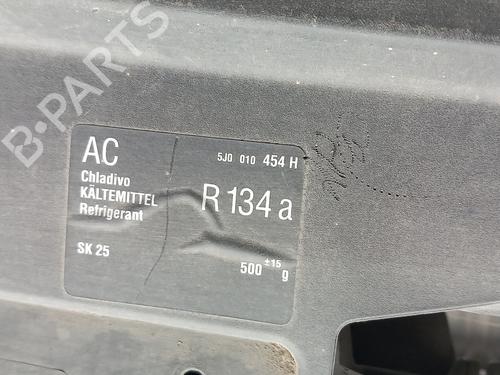 B-PARTS
AC
5J0 010 454 H
Chladivo
KÄLTEMITTEL
Refrigerant
R 134 a
SK 25
500 ±15 g